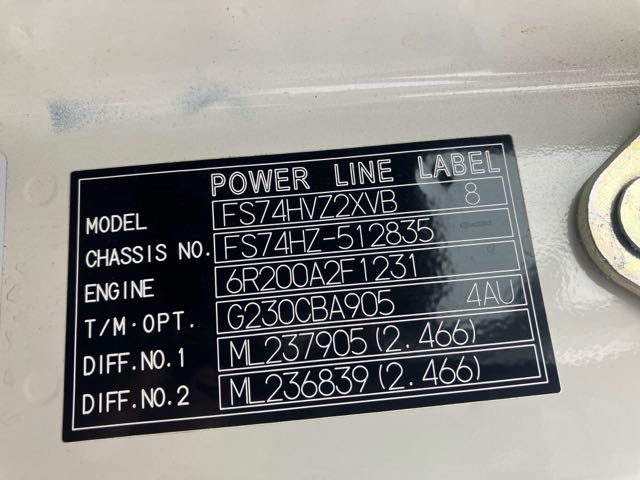 POWER LINE LABEL
MODEL FS74HVZ2XVB 8
CHASSIS NO. FS74HZ-512835
ENGINE 6R200A2F1231
T/M·OPT. G230CBA905 4AU
DIFF.NO.1 ML237905(2.466)
DIFF.NO.2 ML236839(2.466)